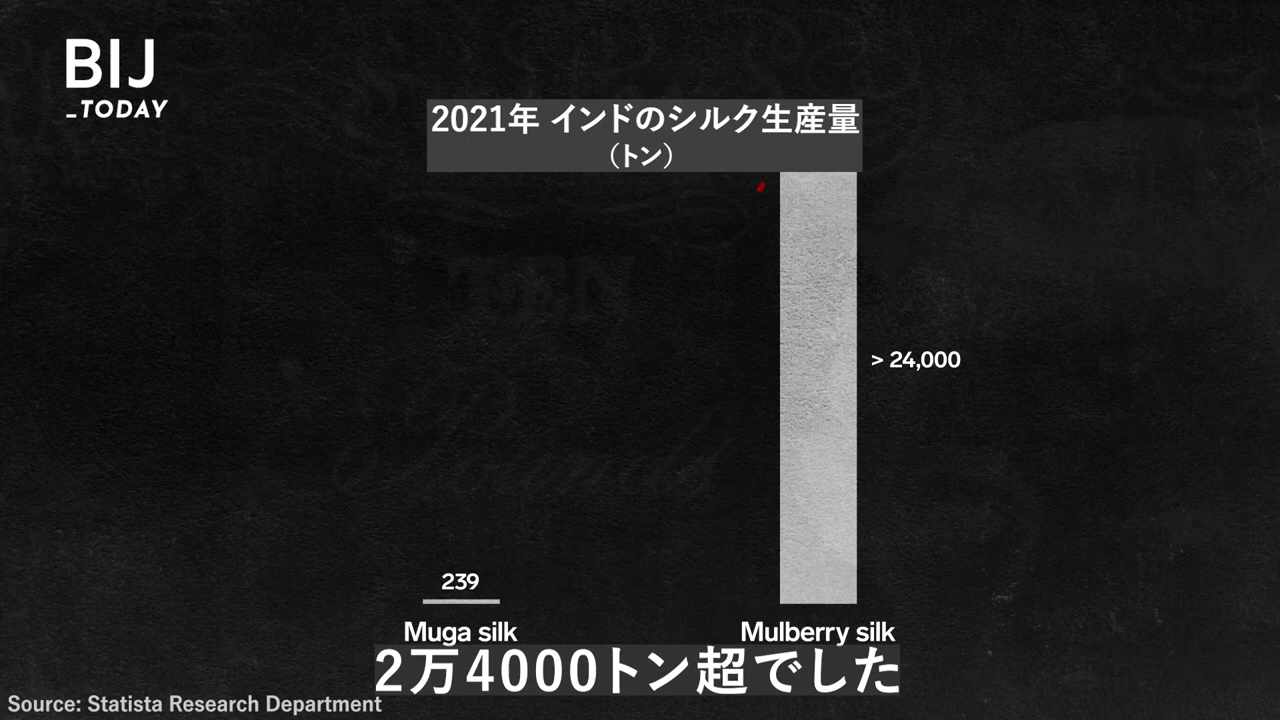 BIJ
_TODAY
2021年 インドのシルク生産量
（トン）
> 24,000
239
Muga silk
Mulberry silk
2万4000トン超でした
Source: Statista Research Department